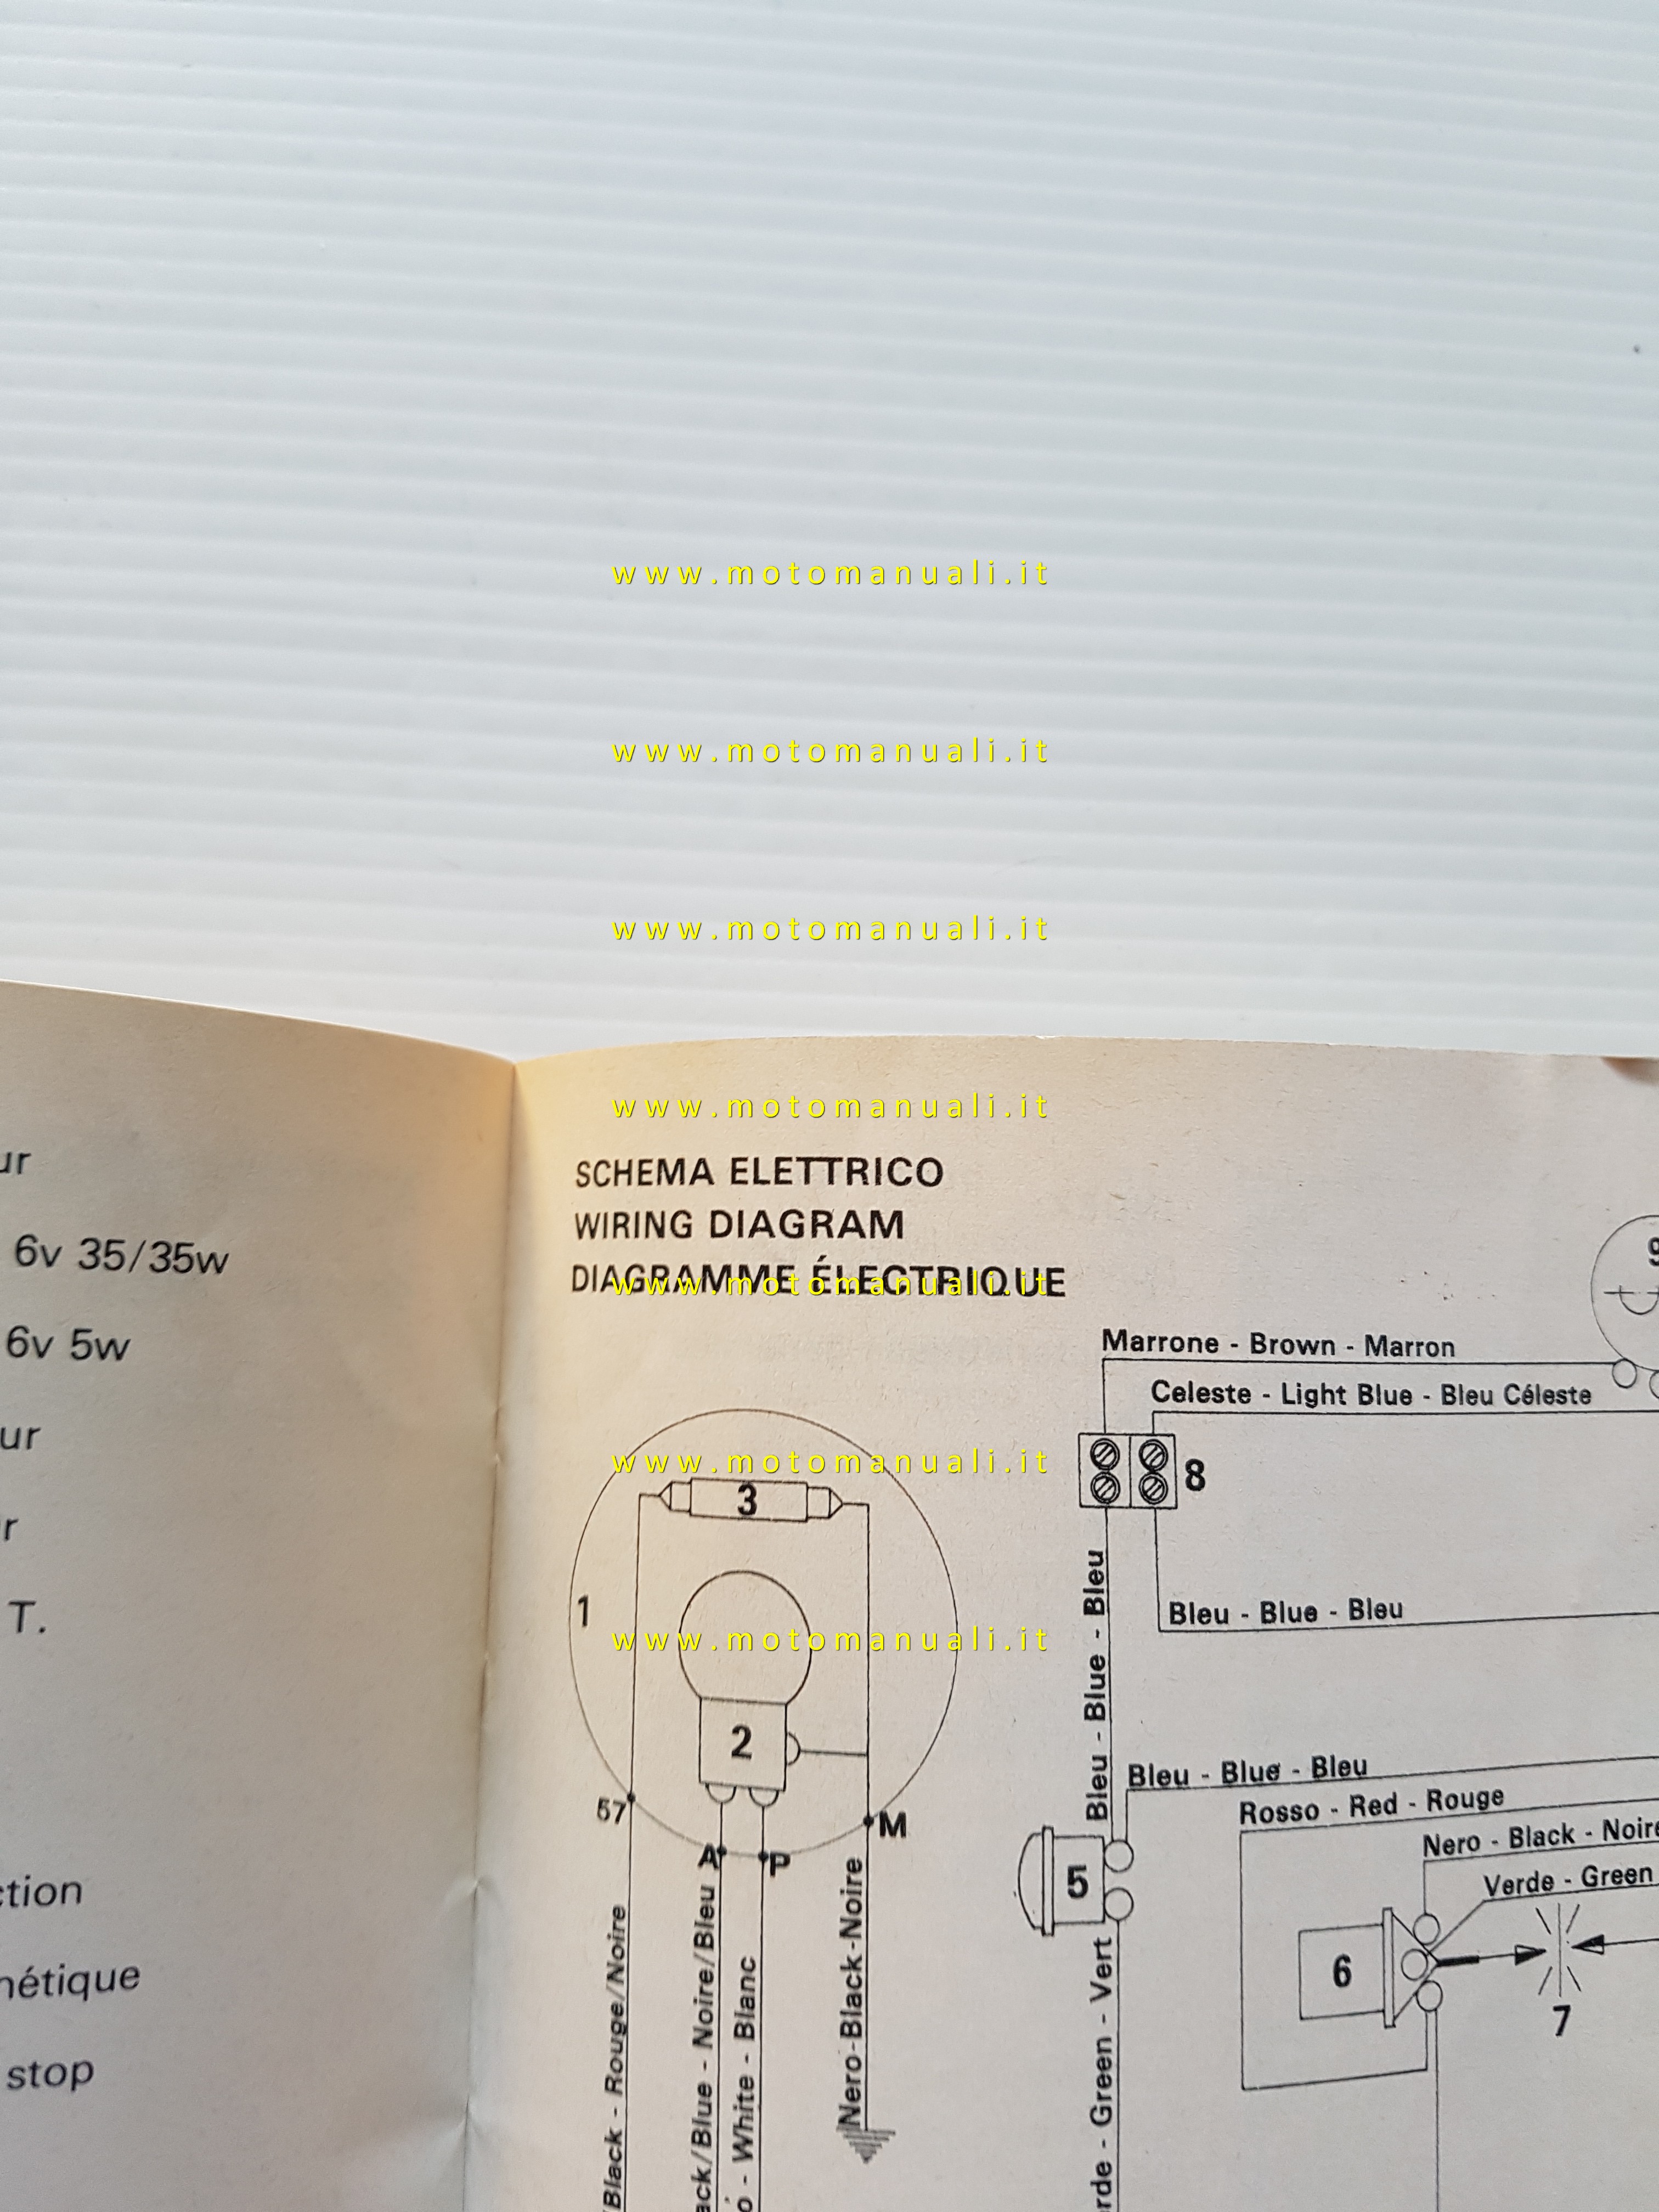 www.motomanuali.it
www.motomanuali.it
www.motomanuali.it
www.motomanuali.it
www.motomanuali.it
www.motomanuali.it
www.motomanuali.it
ur
6v 35/35w
6v 5w
ur
r
T.
ction
nétique
stop
SCHEMA ELETTRICO
WIRING DIAGRAM
DIAGRAMME ÉLECTRIQUE
9
Marrone - Brown - Marron
Celeste - Light Blue - Bleu Céleste
8
3
1
Bleu - Blue - Bleu
Bleu - Blue - Bleu
2
Bleu - Blue - Bleu
Rosso - Red - Rouge
57
M
Nero - Black - Noire
A
P
5
Verde - Green
6
7
/Black - Rouge/Noire
ack/Blue - Noire/Bleu
o - White - Blanc
Nero-Black-Noire
rde - Green - Vert